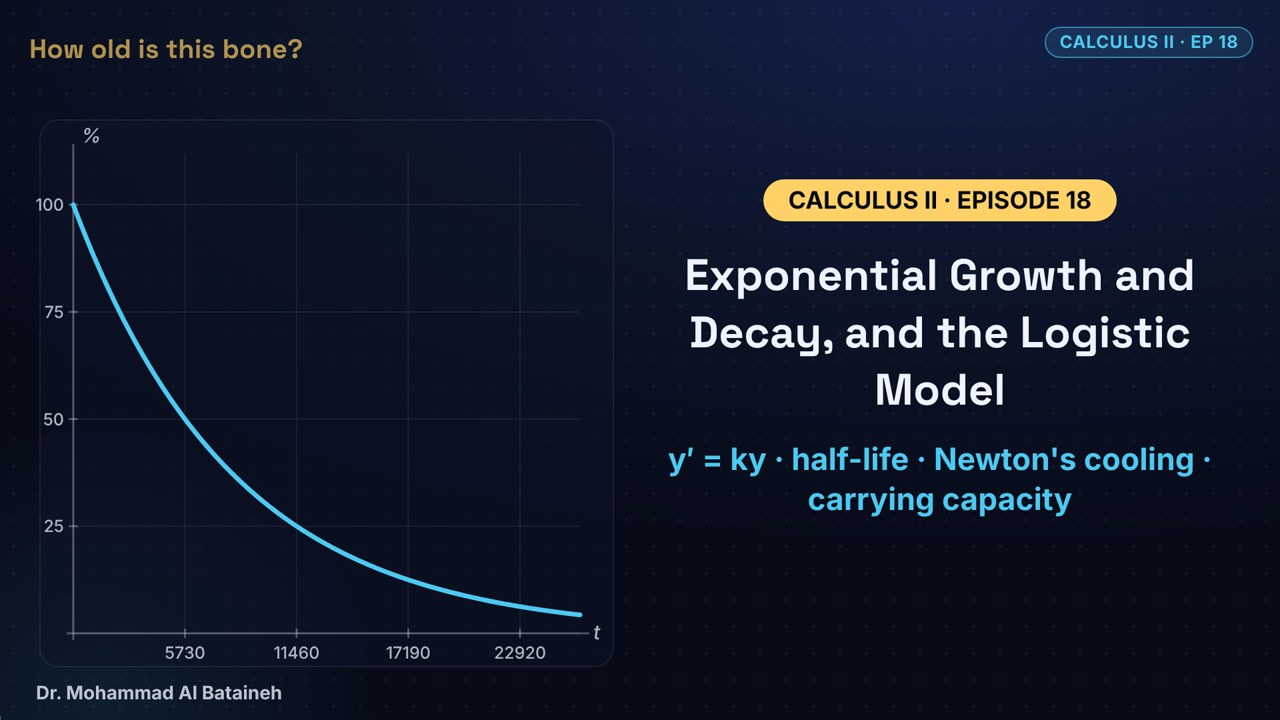 How old is this bone?
CALCULUS II · EP 18
%
100
75
50
25
5730
11460
17190
22920
t
CALCULUS II · EPISODE 18
Exponential Growth and
Decay, and the Logistic
Model
y′ = ky · half-life · Newton's cooling ·
carrying capacity
Dr. Mohammad Al Bataineh